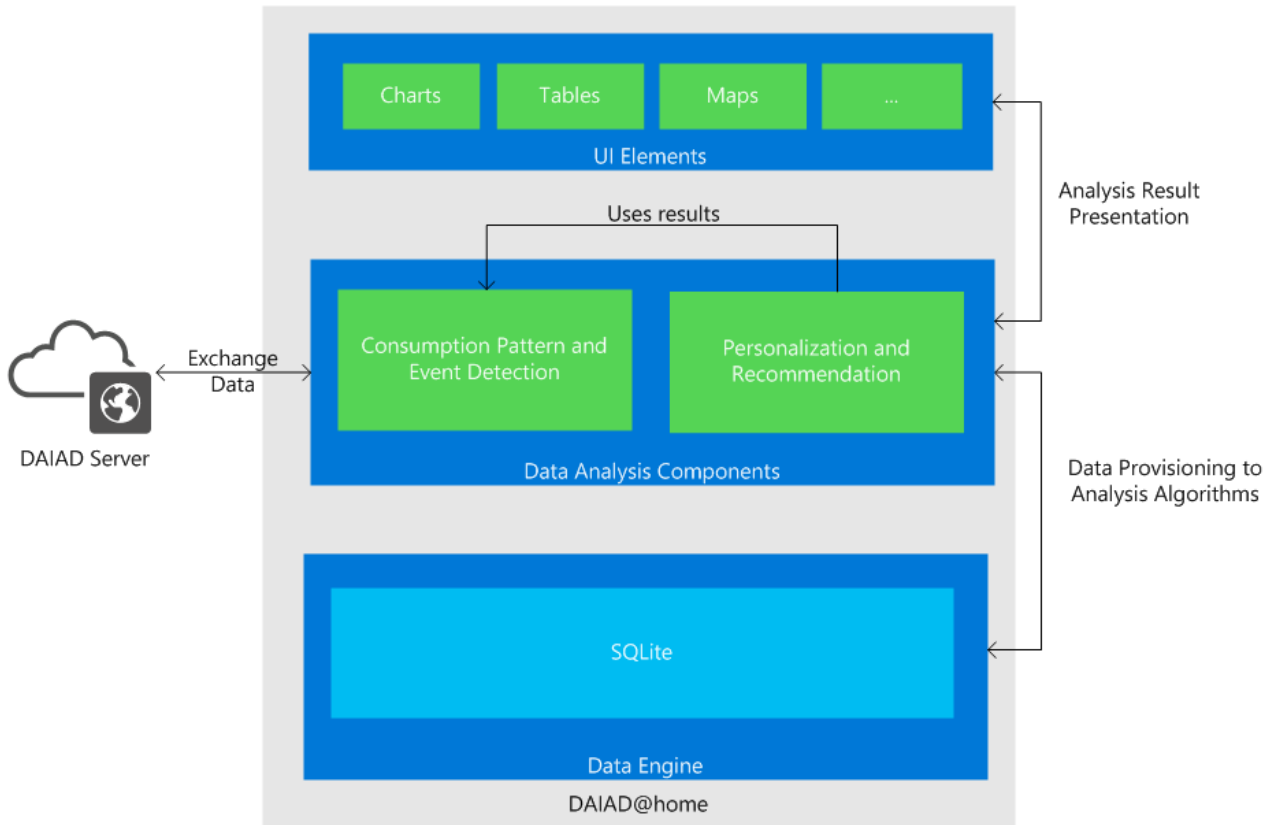 Charts
Tables
Maps
...
UI Elements
Analysis Result
Presentation
Uses results
Consumption Pattern and
Event Detection
Personalization and
Recommendation
Data Analysis Components
Exchange
Data
DAIAD Server
Data Provisioning to
Analysis Algorithms
SQLite
Data Engine
DAIAD@home